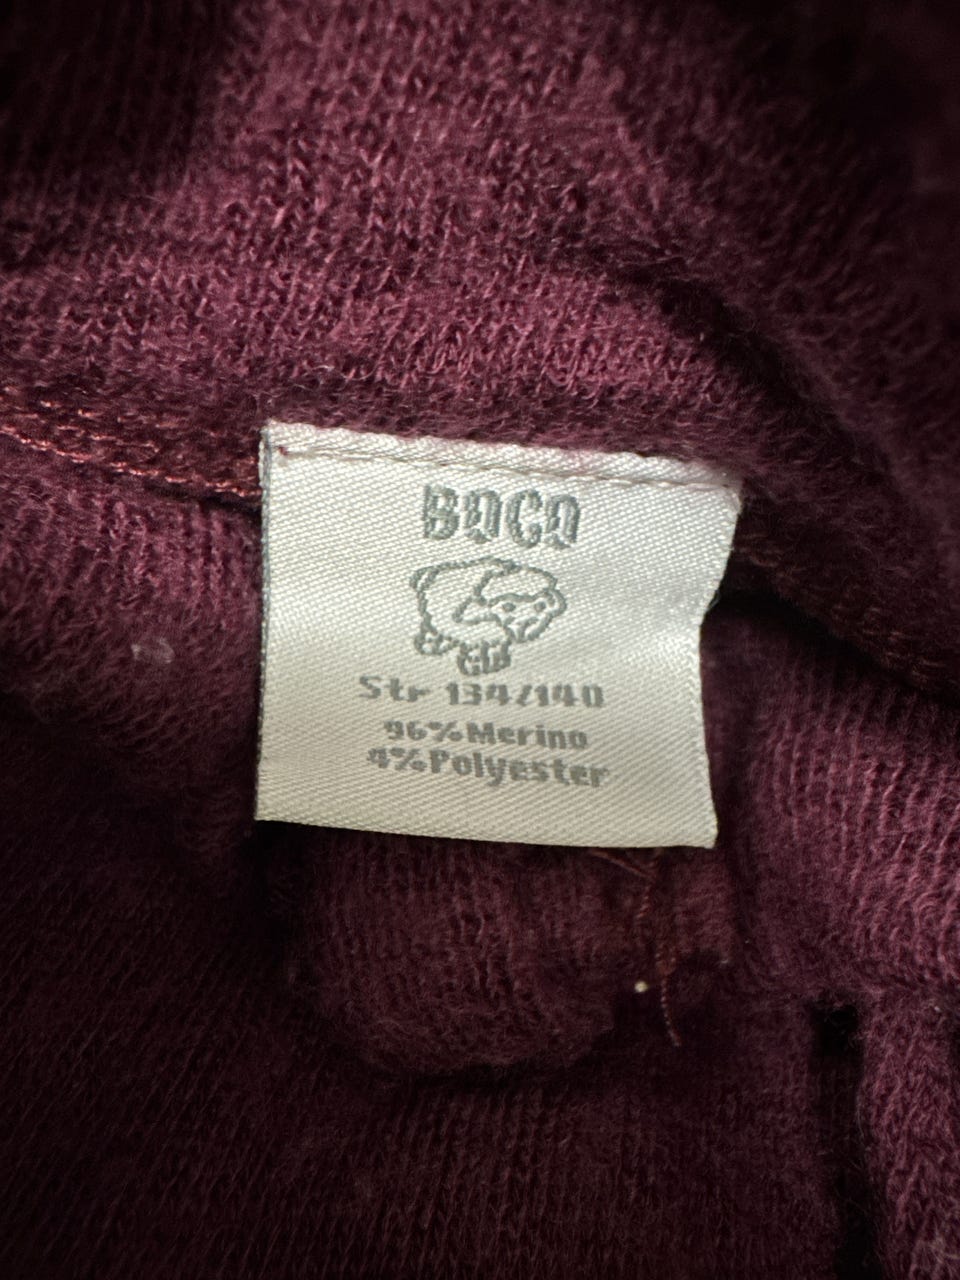 BOCO
Str 134/140
96%Merino
4%Polyester